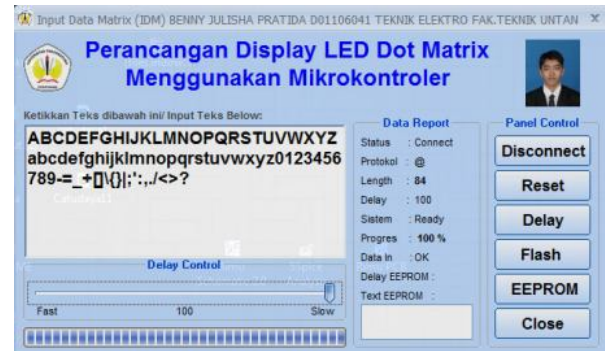 Input Data Matrix (IDM) BENNY JULISHA PRATIDA D01106041 TEKNIK ELEKTRO FAK.TEKNIK UNTAN
Perancangan Display LED Dot Matrix
Menggunakan Mikrokontroler
Ketikkan Teks dibawah ini/ Input Teks Below:
ABCDEFGHIJKLMNOPQRSTUVWXYZ
abcdefghijklmnopqrstuvwxyz0123456
789-=_+[]\{}|;':,./<>?
Delay Control
Fast 100 Slow
Data Report
Status : Connect
Protokol : @
Length : 84
Delay : 100
Sistem : Ready
Progres : 100 %
Data In : OK
Delay EEPROM :
Text EEPROM :
Panel Control
Disconnect
Reset
Delay
Flash
EEPROM
Close